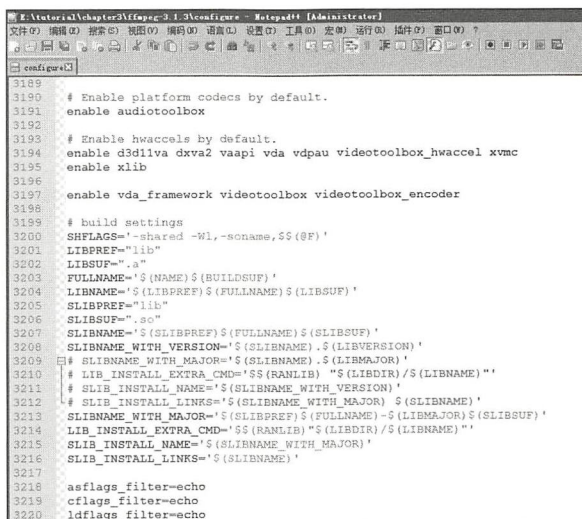 E:\tutorial\chapter3\ffmpeg-3.1.3\configure - Notepad++ [Administrator]
文件(F) 编辑(E) 搜索(S) 视图(V) 编码(N) 语言(L) 设置(T) 工具(O) 宏(M) 运行(R) 插件(P) 窗口(W) ?
configure
3189
3190 # Enable platform codecs by default.
3191 enable audiotoolbox
3192
3193 # Enable hwaccels by default.
3194 enable d3d11va dxva2 vaapi vda vdpau videotoolbox_hwaccel xvmc
3195 enable xlib
3196
3197 enable vda_framework videotoolbox videotoolbox_encoder
3198
3199 # build settings
3200 SHFLAGS='-shared -Wl,-soname,$$(@F)'
3201 LIBPREF="lib"
3202 LIBSUF=".a"
3203 FULLNAME='$(NAME)$(BUILDSUF)'
3204 LIBNAME='$(LIBPREF)$(FULLNAME)$(LIBSUF)'
3205 SLIBPREF="lib"
3206 SLIBSUF=".so"
3207 SLIBNAME='$(SLIBPREF)$(FULLNAME)$(SLIBSUF)'
3208 SLIBNAME_WITH_VERSION='$(SLIBNAME).$(LIBVERSION)'
3209 # SLIBNAME_WITH_MAJOR='$(SLIBNAME).$(LIBMAJOR)'
3210 # LIB_INSTALL_EXTRA_CMD='$$(RANLIB) "$(LIBDIR)/$(LIBNAME)"'
3211 # SLIB_INSTALL_NAME='$(SLIBNAME_WITH_VERSION)'
3212 # SLIB_INSTALL_LINKS='$(SLIBNAME_WITH_MAJOR) $(SLIBNAME)'
3213 SLIBNAME_WITH_MAJOR='$(SLIBPREF)$(FULLNAME)-$(LIBMAJOR)$(SLIBSUF)'
3214 LIB_INSTALL_EXTRA_CMD='$$(RANLIB)"$(LIBDIR)/$(LIBNAME)"'
3215 SLIB_INSTALL_NAME='$(SLIBNAME_WITH_MAJOR)'
3216 SLIB_INSTALL_LINKS='$(SLIBNAME)'
3217
3218 asflags_filter=echo
3219 cflags_filter=echo
3220 ldflags_filter=echo